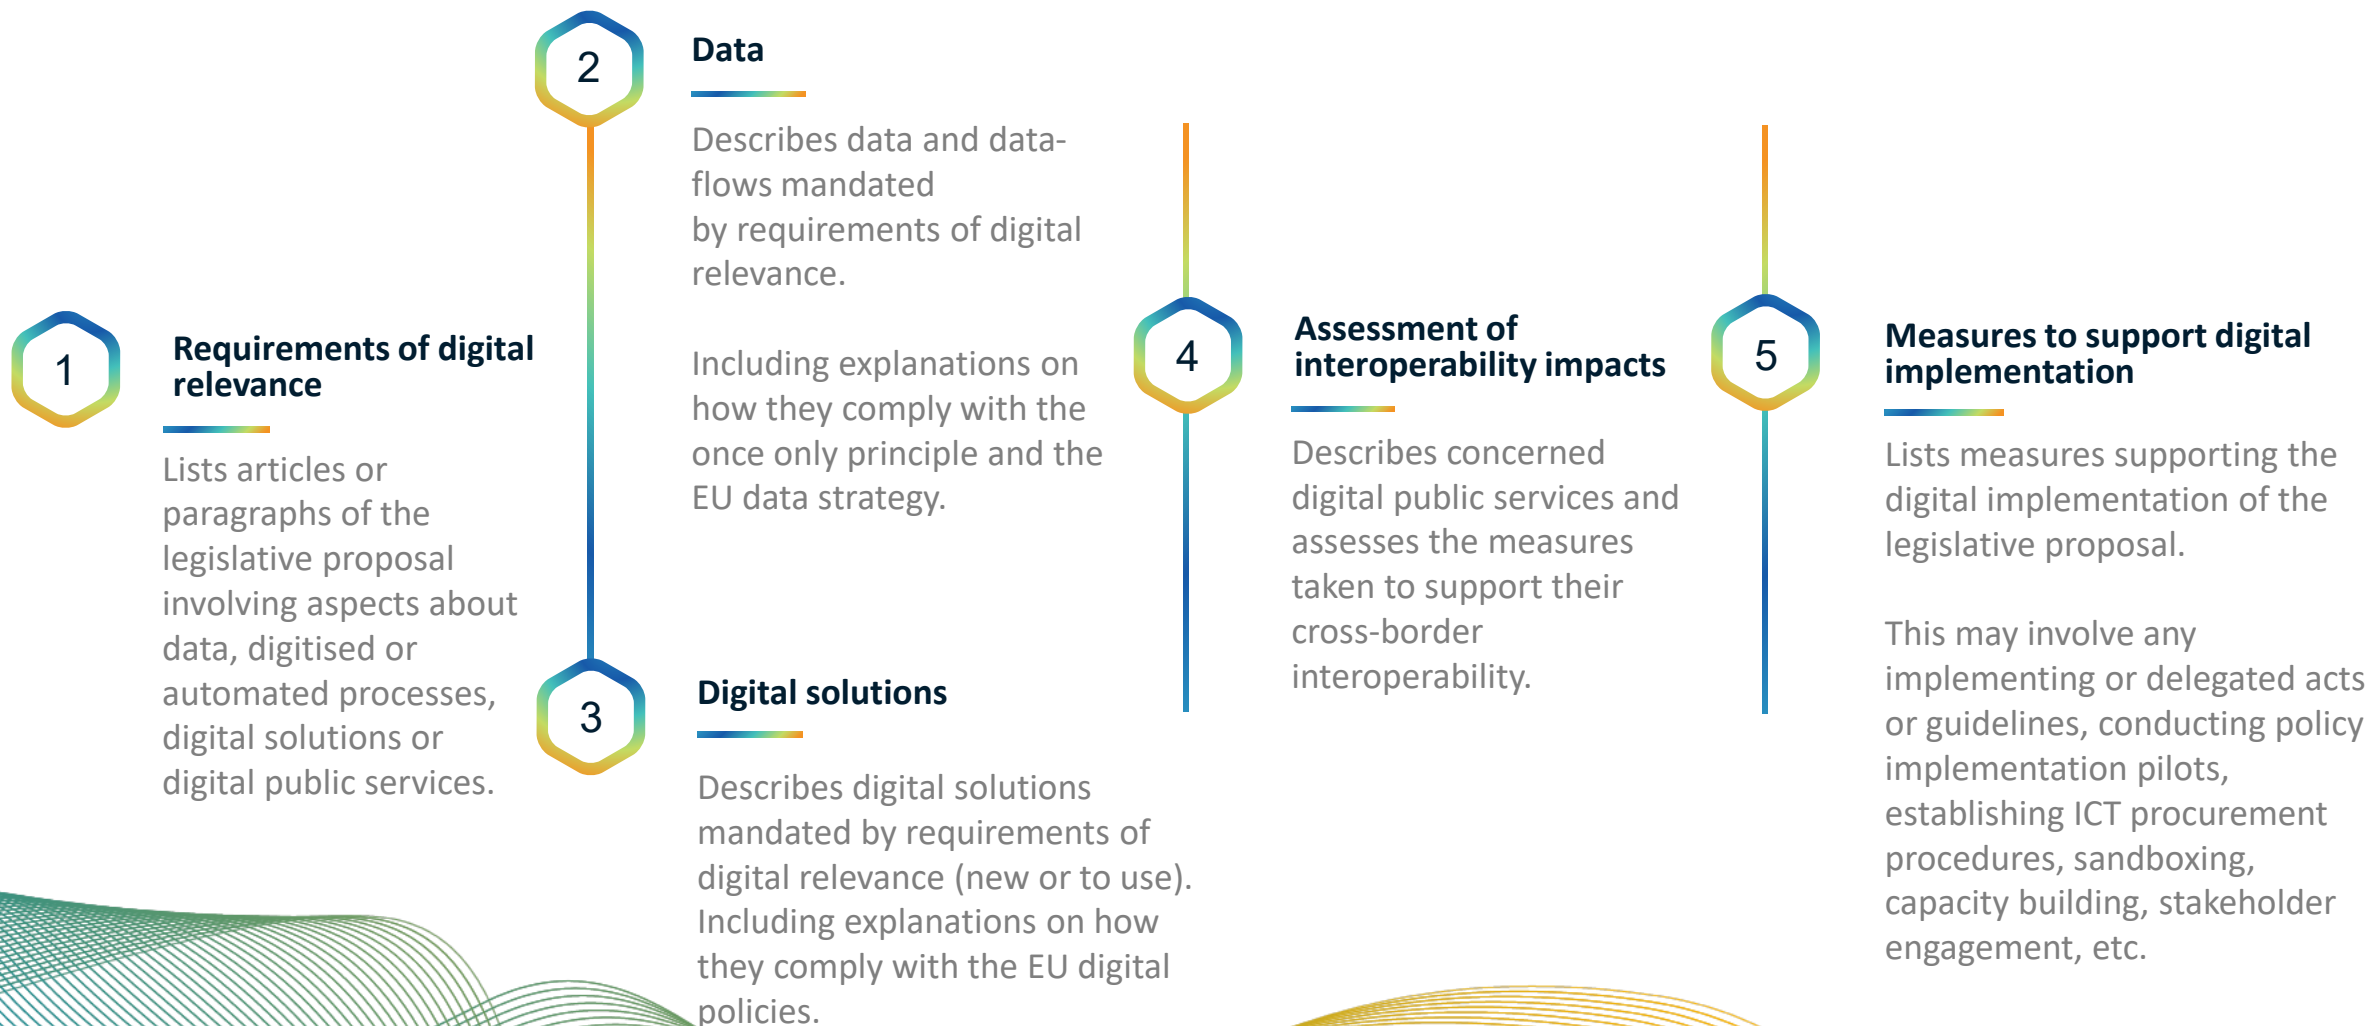 1
Requirements of digital
relevance
Lists articles or
paragraphs of the
legislative proposal
involving aspects about
data, digitised or
automated processes,
digital solutions or
digital public services.
2
Data
Describes data and data-
flows mandated
by requirements of digital
relevance.
Including explanations on
how they comply with the
once only principle and the
EU data strategy.
3
Digital solutions
Describes digital solutions
mandated by requirements of
digital relevance (new or to use).
Including explanations on how
they comply with the EU digital
policies.
4
Assessment of
interoperability impacts
Describes concerned
digital public services and
assesses the measures
taken to support their
cross-border
interoperability.
5
Measures to support digital
implementation
Lists measures supporting the
digital implementation of the
legislative proposal.
This may involve any
implementing or delegated acts
or guidelines, conducting policy
implementation pilots,
establishing ICT procurement
procedures, sandboxing,
capacity building, stakeholder
engagement, etc.